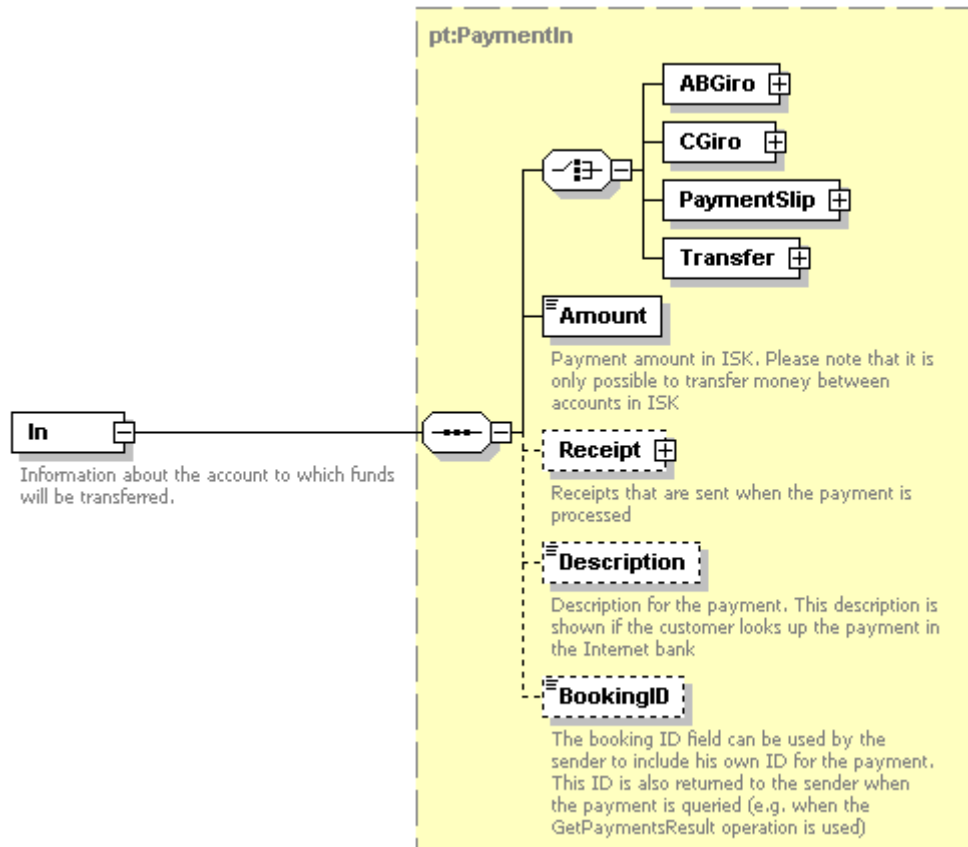 pt:PaymentIn
ABGiro
CGiro
PaymentSlip
Transfer
Amount
Payment amount in ISK. Please note that it is
only possible to transfer money between
accounts in ISK
In
Information about the account to which funds
will be transferred.
Receipt
Receipts that are sent when the payment is
processed
Description
Description for the payment. This description is
shown if the customer looks up the payment in
the Internet bank
BookingID
The booking ID field can be used by the
sender to include his own ID for the payment.
This ID is also returned to the sender when
the payment is queried (e.g. when the
GetPaymentsResult operation is used)